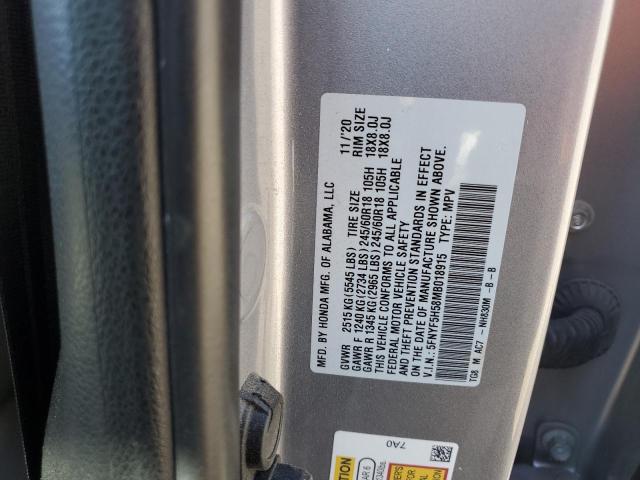 MFD. BY HONDA MFG. OF ALABAMA, LLC 11/'20
GVWR 2515 KG (5545 LBS) TIRE SIZE RIM SIZE
GAWR F 1240 KG (2734 LBS) 245/60R18 105H 18X8.0J
GAWR R 1345 KG (2965 LBS) 245/60R18 105H 18X8.0J
THIS VEHICLE CONFORMS TO ALL APPLICABLE
FEDERAL MOTOR VEHICLE SAFETY
AND THEFT PREVENTION STANDARDS IN EFFECT
ON THE DATE OF MANUFACTURE SHOWN ABOVE.
V.I.N.: 5FNYF5H58MB018915 TYPE: MPV
TG8 M AC7 -NH830M -B -B
7A0